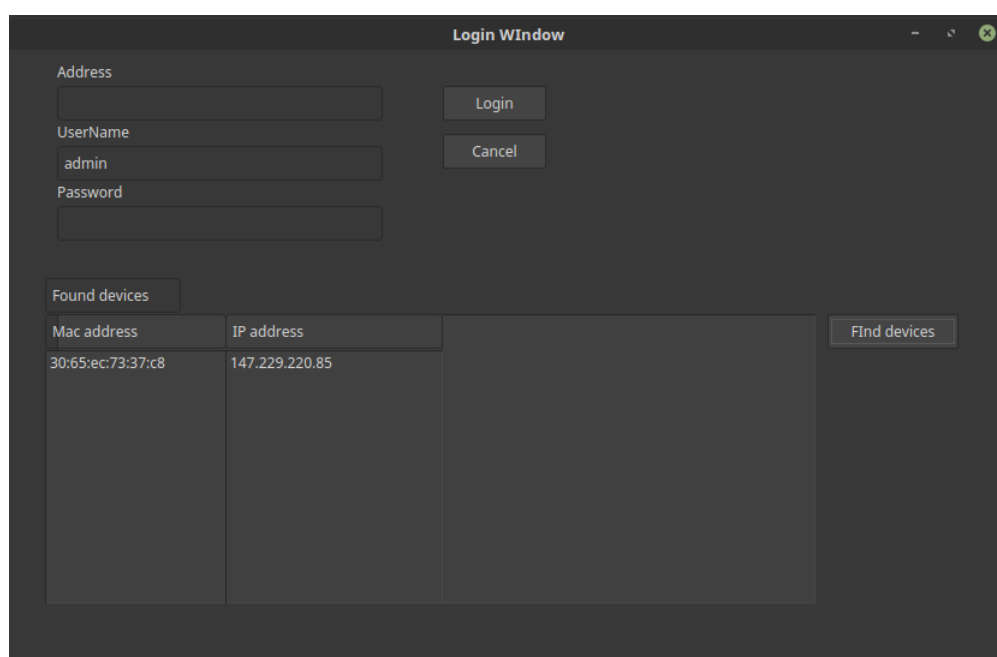 Login WIndow
Address
Login
UserName
Cancel
admin
Password
Found devices
Mac address IP address FInd devices
30:65:ec:73:37:c8 147.229.220.85